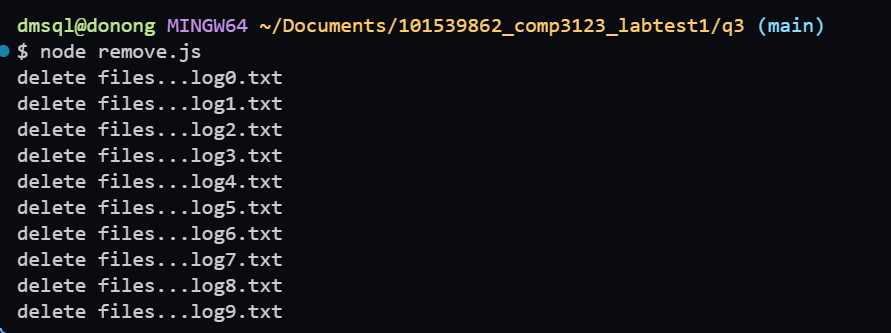 dmsql@donong MINGW64 ~/Documents/101539862_comp3123_labtest1/q3 (main)
$ node remove.js
delete files...log0.txt
delete files...log1.txt
delete files...log2.txt
delete files...log3.txt
delete files...log4.txt
delete files...log5.txt
delete files...log6.txt
delete files...log7.txt
delete files...log8.txt
delete files...log9.txt